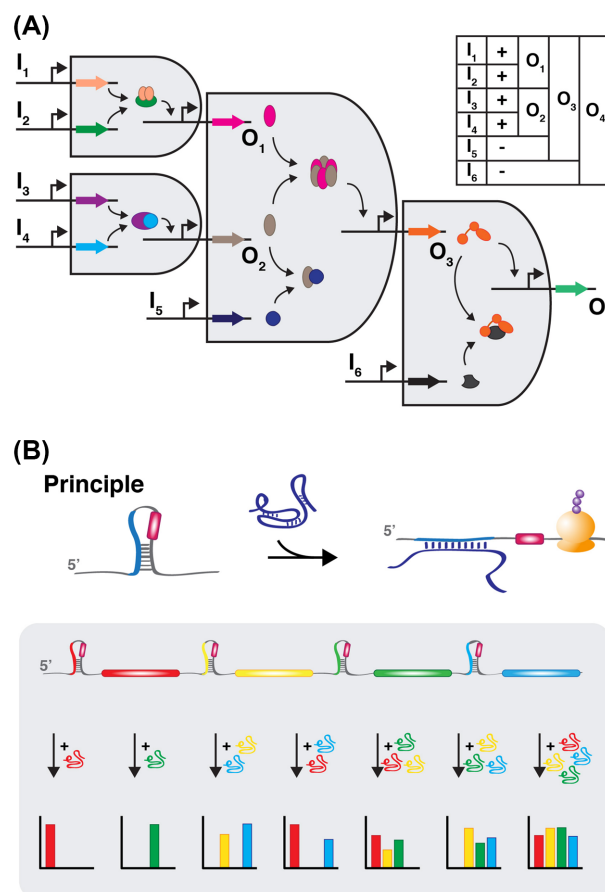 (A)
I₁
I₂
O₁
I₃
I₄
O₂
I₅
O₃
I₆
O
I₁ + O₁
I₂ +
I₃ + O₂ O₃ O₄
I₄ +
I₅ -
I₆ -
(B)
Principle
5'
5'
5'
+
+
+
+
+
+
+